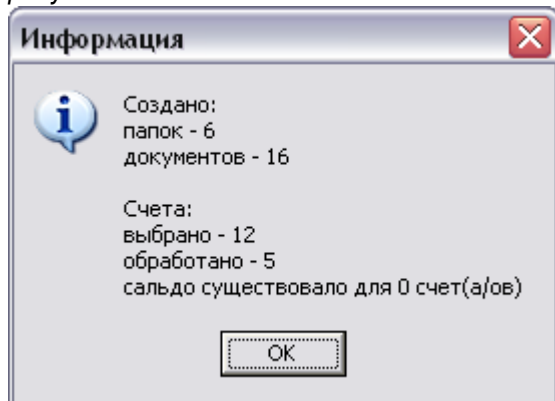 Информация
Создано:
папок - 6
документов - 16
Счета:
выбрано - 12
обработано - 5
сальдо существовало для 0 счет(а/ов)
OK